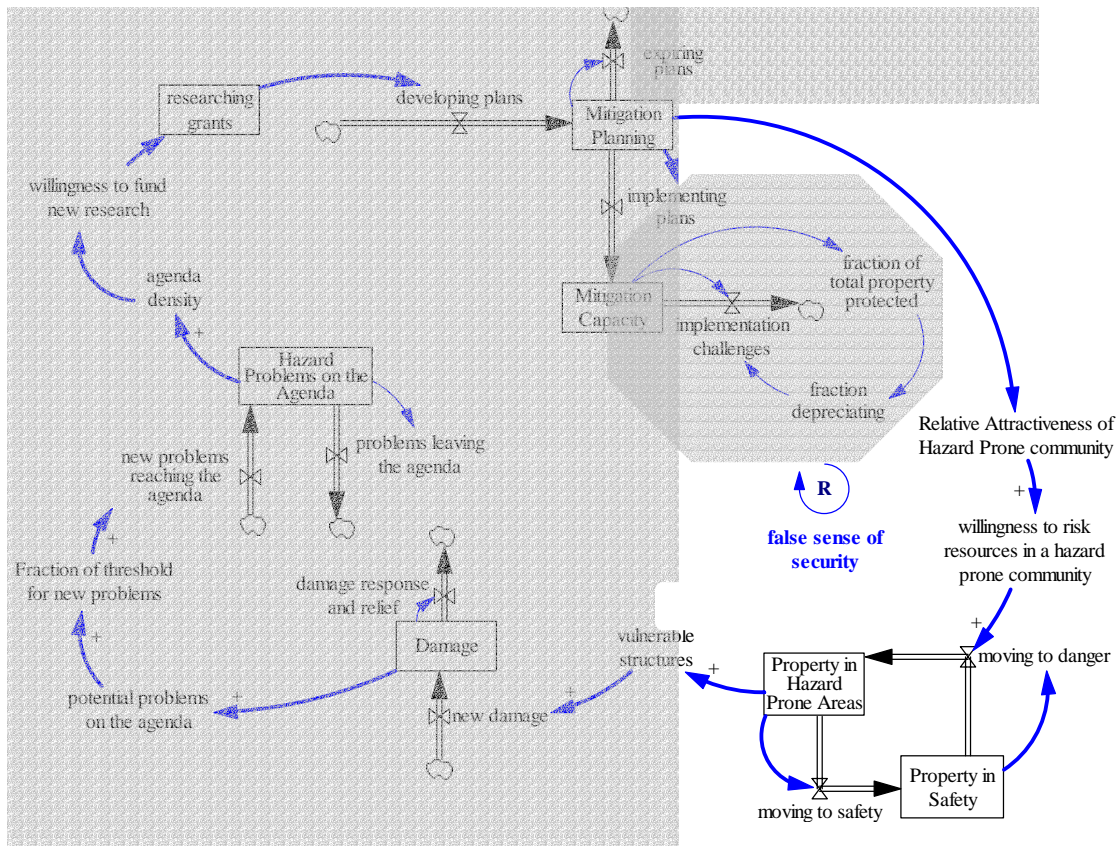 expiring
plans
researching
grants
developing plans
Mitigation
Planning
willingness to fund
new research
implementing
plans
agenda
density
fraction of
total property
protected
Mitigation
Capacity
implementation
challenges
+
Hazard
Problems on the
Agenda
fraction
depreciating
problems leaving
the agenda
new problems
reaching the
agenda
Relative Attractiveness of
Hazard Prone community
+
R
false sense of
security
willingness to risk
resources in a hazard
prone community
+
Fraction of threshold
for new problems
damage response
and relief
+
+
Damage
vulnerable
structures
+
moving to danger
Property in
Hazard
Prone Areas
potential problems
on the agenda
+
new damage
+
Property in
Safety
moving to safety